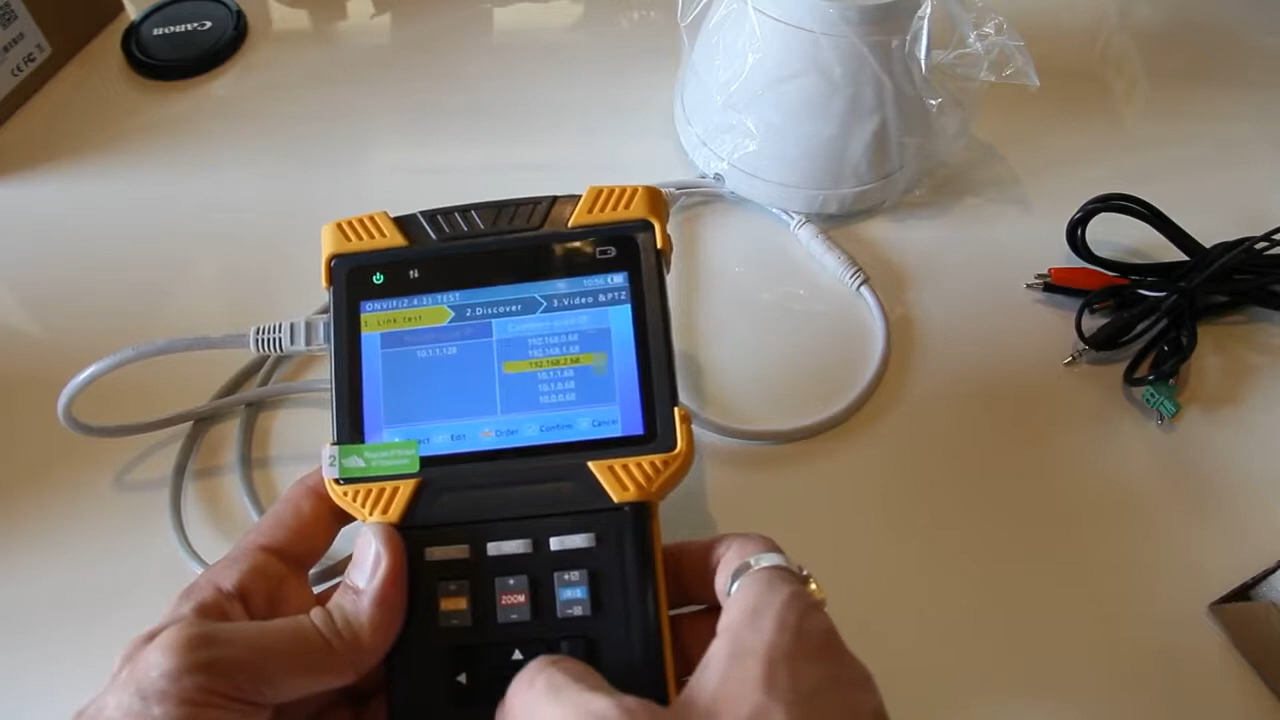 Canon
10:56
ONVIF(2.4.1) TEST
1. Link test
2.Discover
3.Video &PTZ
10.1.1.128
192.168.0.68
192.168.1.68
192.168.2.68
10.1.1.68
10.1.0.68
10.0.0.68
Edit
Order
Confirm
Cancel
2
+
ZOOM
-
+
IRIS
-